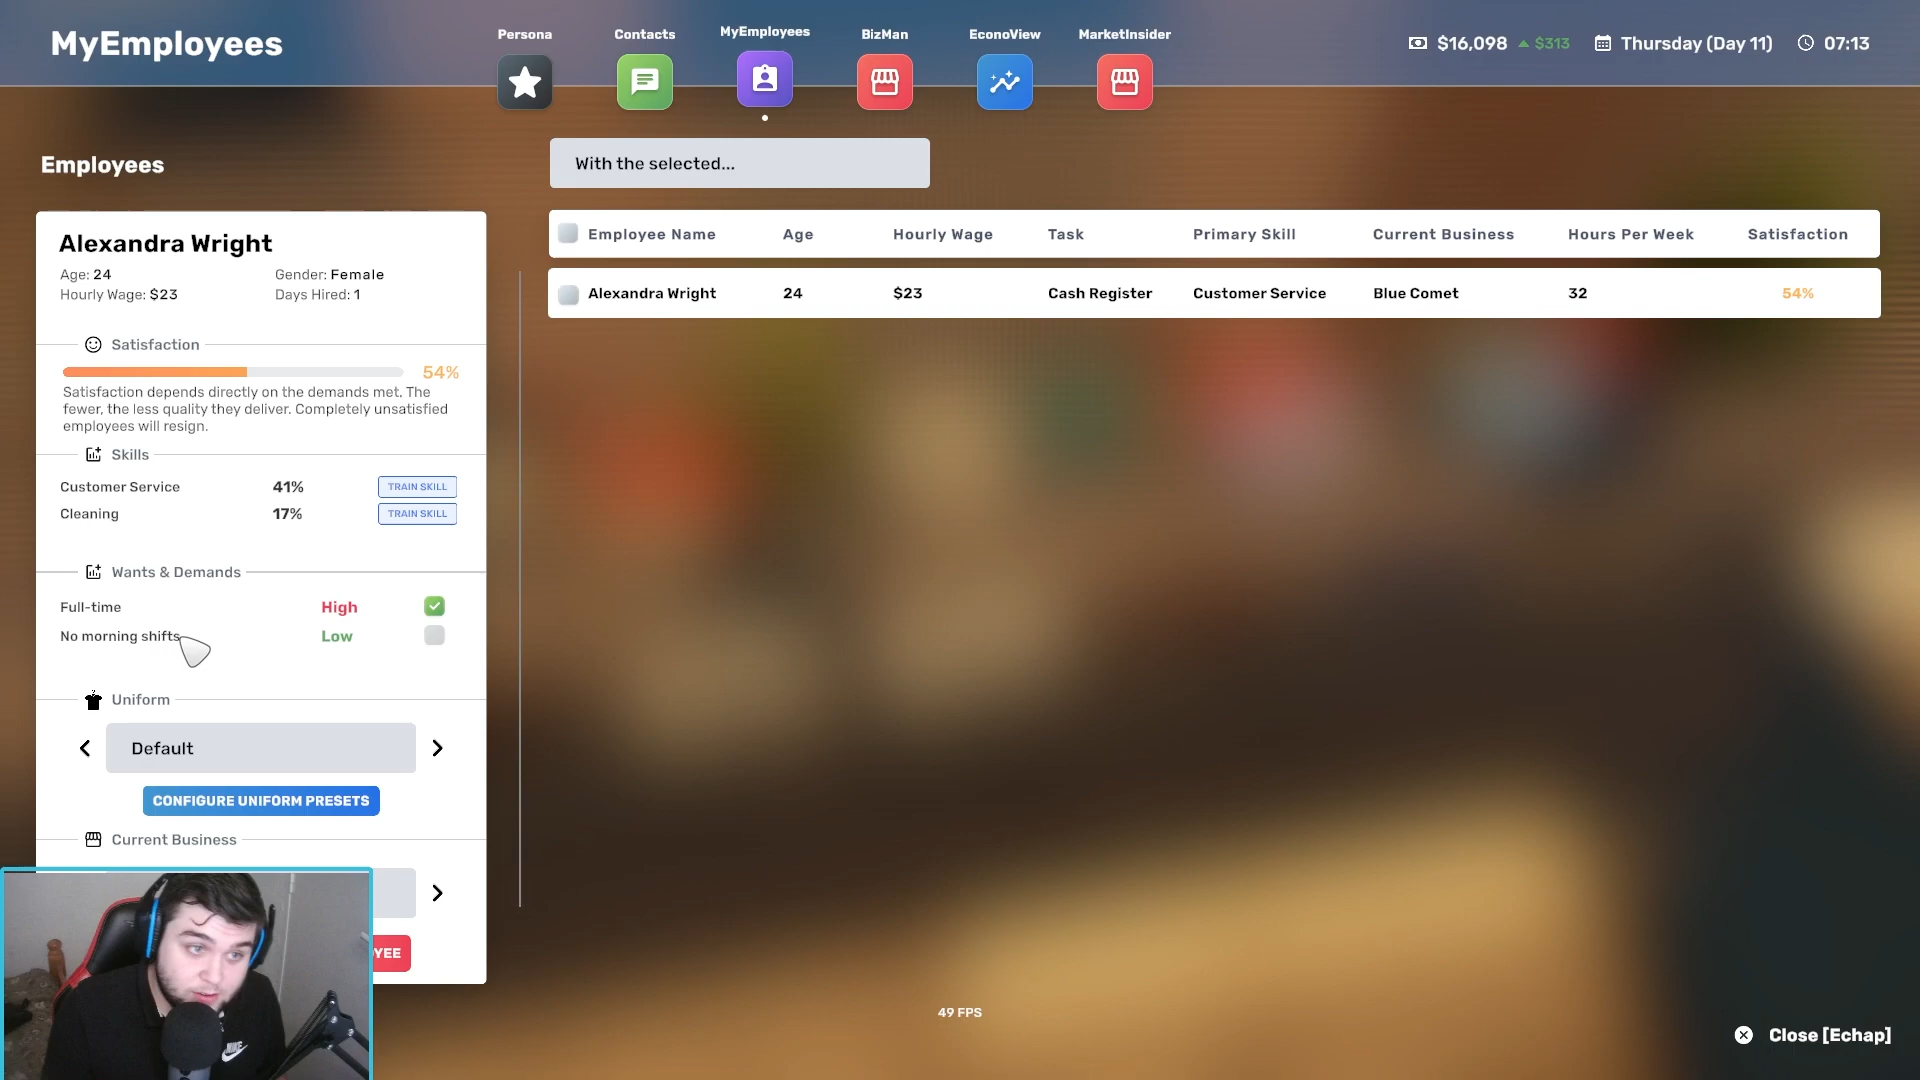 MyEmployees
Persona
Contacts
MyEmployees
BizMan
EconoView
MarketInsider
$16,098
$313
Thursday (Day 11)
07:13
Employees
With the selected...
Alexandra Wright
Age: 24
Gender: Female
Hourly Wage: $23
Days Hired: 1
Satisfaction
54%
Satisfaction depends directly on the demands met. The
fewer, the less quality they deliver. Completely unsatisfied
employees will resign.
Skills
Customer Service 41% TRAIN SKILL
Cleaning 17% TRAIN SKILL
Wants & Demands
Full-time High
No morning shifts Low
Uniform
Default
CONFIGURE UNIFORM PRESETS
Current Business
YEE
Employee Name Age Hourly Wage Task Primary Skill Current Business Hours Per Week Satisfaction
Alexandra Wright 24 $23 Cash Register Customer Service Blue Comet 32 54%
NIKE
49 FPS
Close [Echap]